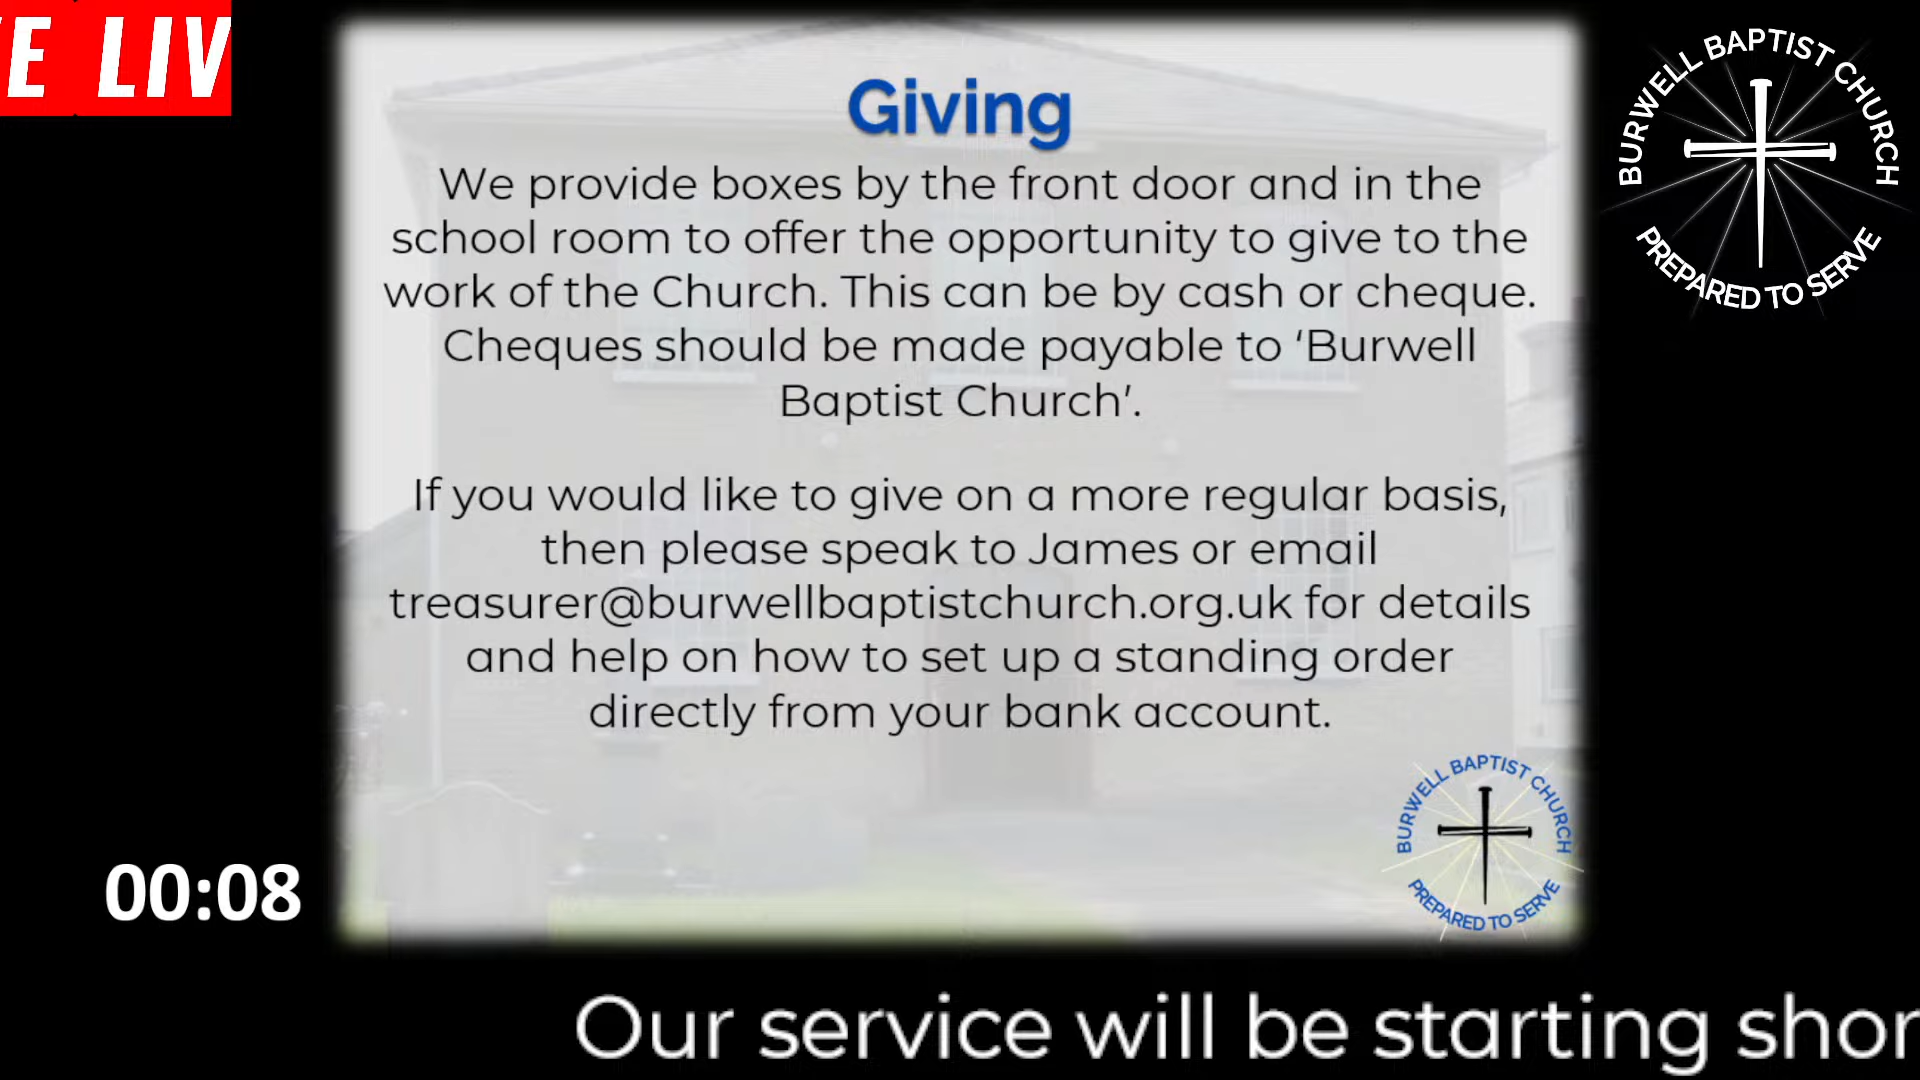 E LIV
BURWELL BAPTIST CHURCH
PREPARED TO SERVE
Giving
We provide boxes by the front door and in the
school room to offer the opportunity to give to the
work of the Church. This can be by cash or cheque.
Cheques should be made payable to ‘Burwell
Baptist Church’.
If you would like to give on a more regular basis,
then please speak to James or email
treasurer@burwellbaptistchurch.org.uk for details
and help on how to set up a standing order
directly from your bank account.
BURWELL BAPTIST CHURCH
PREPARED TO SERVE
00:08
Our service will be starting shor